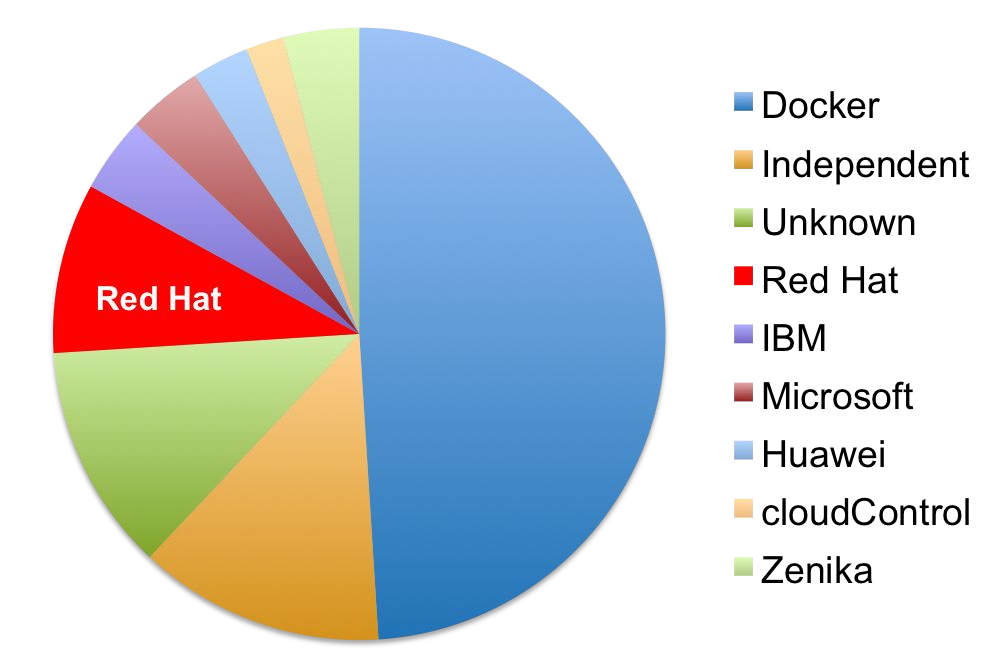 Red Hat
Docker
Independent
Unknown
Red Hat
IBM
Microsoft
Huawei
cloudControl
Zenika